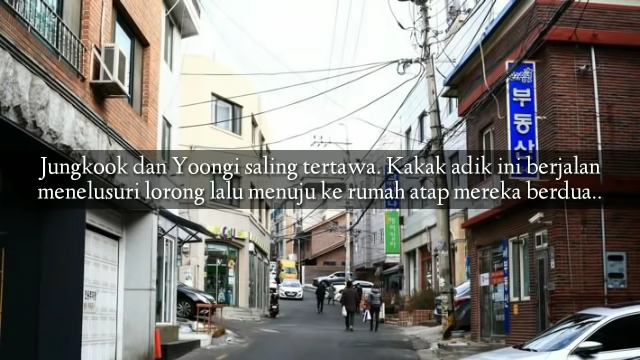 부동산
Jungkook dan Yoongi saling tertawa. Kakak adik ini berjalan
menelusuri lorong lalu menuju ke rumah atap mereka berdua..